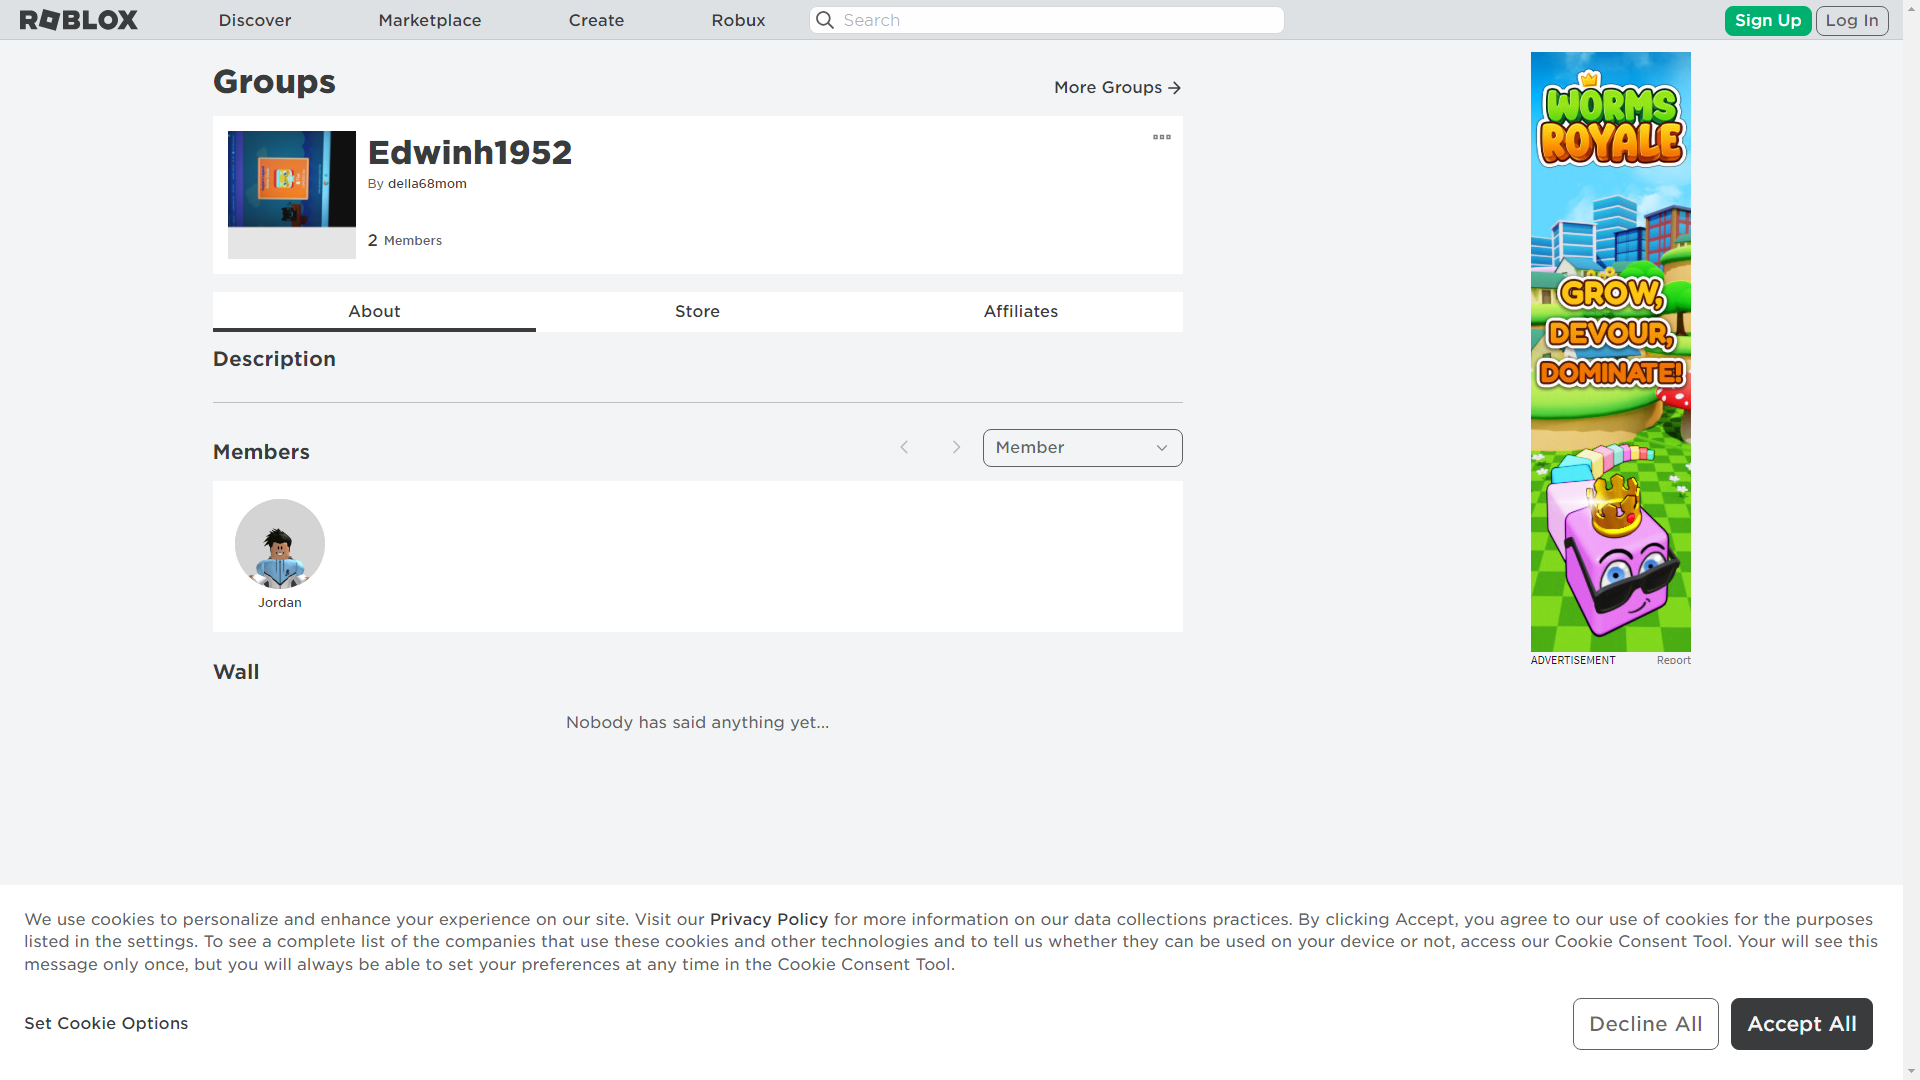 ROBLOX
Discover
Marketplace
Create
Robux
Search
Sign Up
Log In
Groups
More Groups
Edwinh1952
By della68mom
2 Members
About
Store
Affiliates
Description
Members
Member
Jordan
Wall
Nobody has said anything yet...
WORMS
ROYALE
GROW,
DEVOUR,
DOMINATE!
ADVERTISEMENT
Report
We use cookies to personalize and enhance your experience on our site. Visit our Privacy Policy for more information on our data collections practices. By clicking Accept, you agree to our use of cookies for the purposes
listed in the settings. To see a complete list of the companies that use these cookies and other technologies and to tell us whether they can be used on your device or not, access our Cookie Consent Tool. Your will see this
message only once, but you will always be able to set your preferences at any time in the Cookie Consent Tool.
Set Cookie Options
Decline All
Accept All